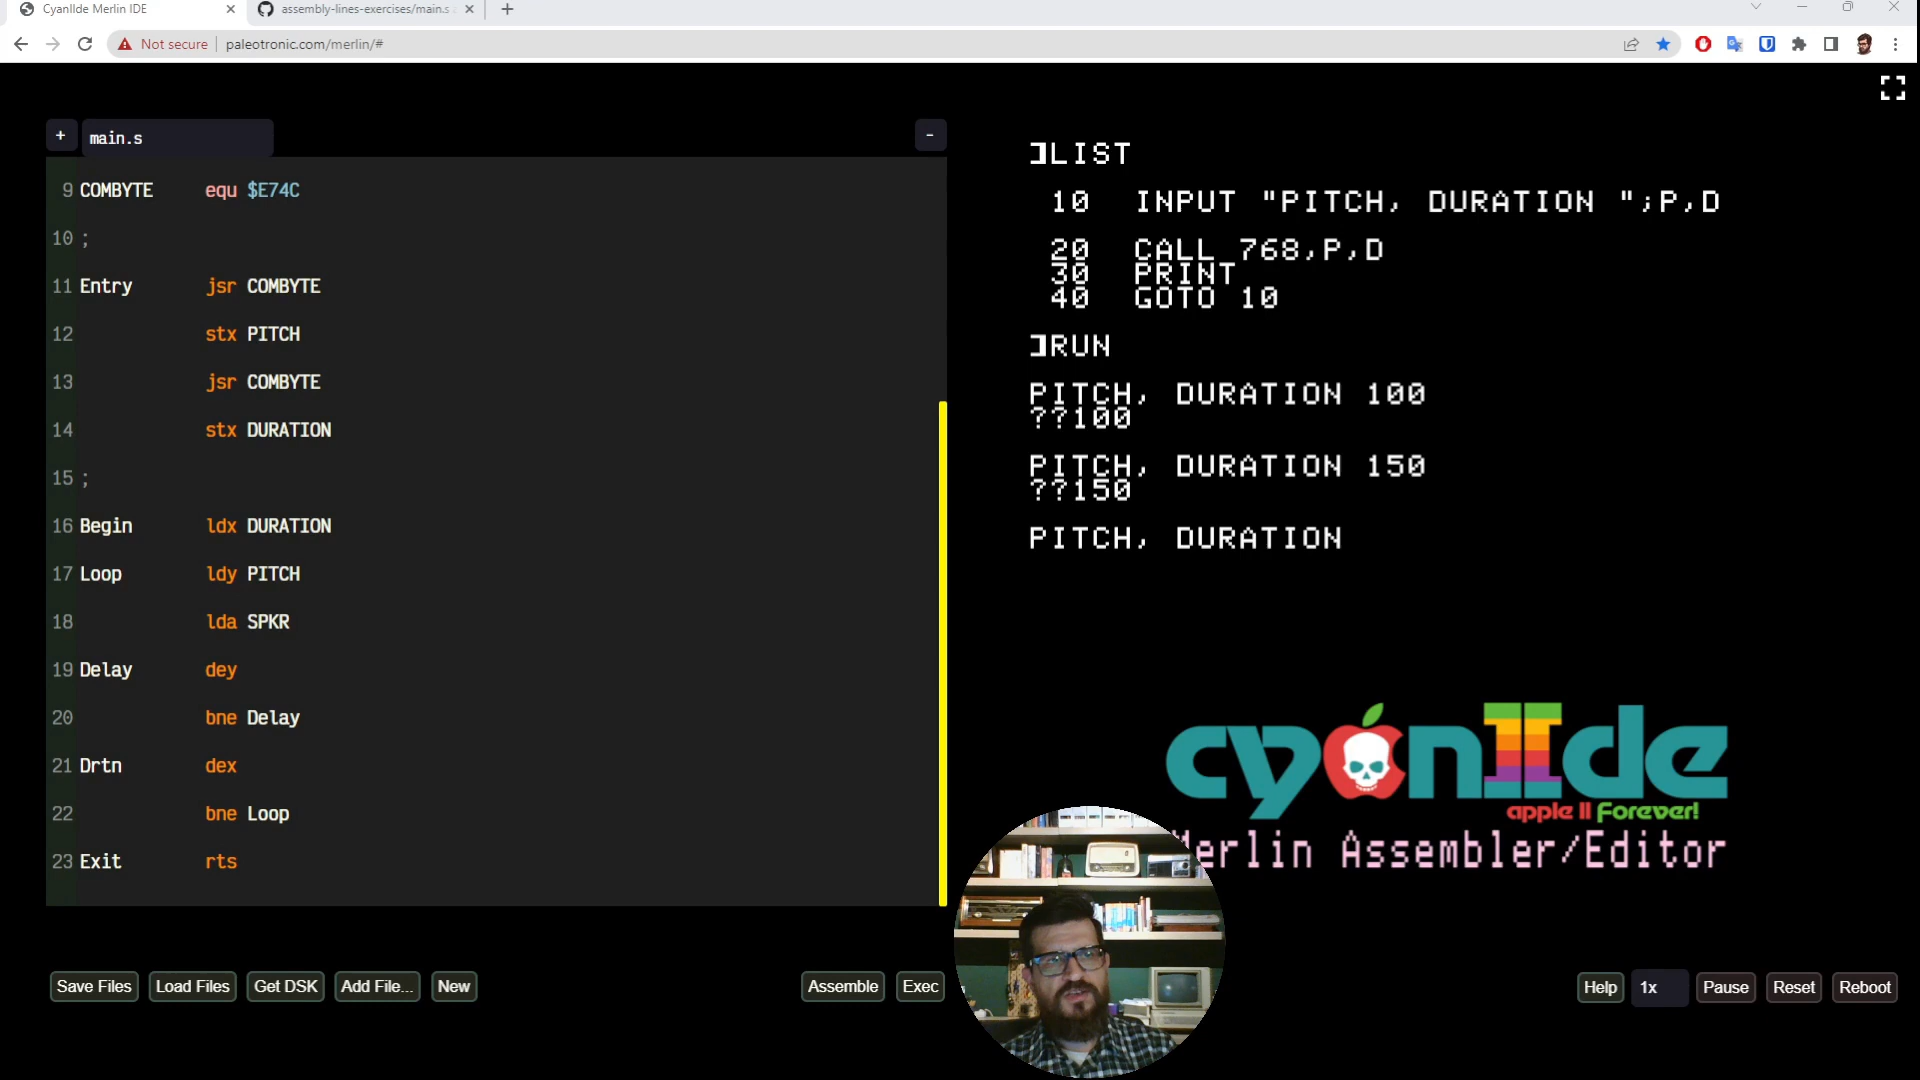 CyanIIde Merlin IDE
assembly-lines-exercises/main.s
Not secure
paleotronic.com/merlin/#
+
main.s
-
9 COMBYTE equ $E74C
10 ;
11 Entry jsr COMBYTE
12 stx PITCH
13 jsr COMBYTE
14 stx DURATION
15 ;
16 Begin ldx DURATION
17 Loop ldy PITCH
18 lda SPKR
19 Delay dey
20 bne Delay
21 Drtn dex
22 bne Loop
23 Exit rts
]LIST
10 INPUT "PITCH, DURATION ";P,D
20 CALL 768,P,D
30 PRINT
40 GOTO 10
]RUN
PITCH, DURATION 100
??100
PITCH, DURATION 150
??150
PITCH, DURATION
cyanIIde
apple II Forever!
Merlin Assembler/Editor
Save Files
Load Files
Get DSK
Add File...
New
Assemble
Exec
Help
1x
Pause
Reset
Reboot